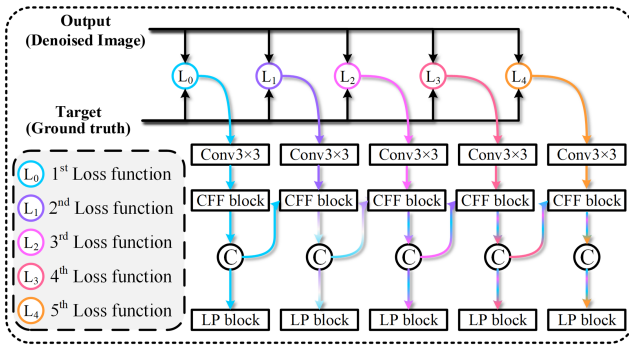 Output
(Denoised Image)
L0 L1 L2 L3 L4
Target
(Ground truth)
Conv3×3 Conv3×3 Conv3×3 Conv3×3 Conv3×3
L0 1st Loss function
CFF block CFF block CFF block CFF block CFF block
L1 2nd Loss function
L2 3rd Loss function
C C C C C
L3 4th Loss function
L4 5th Loss function
LP block LP block LP block LP block LP block